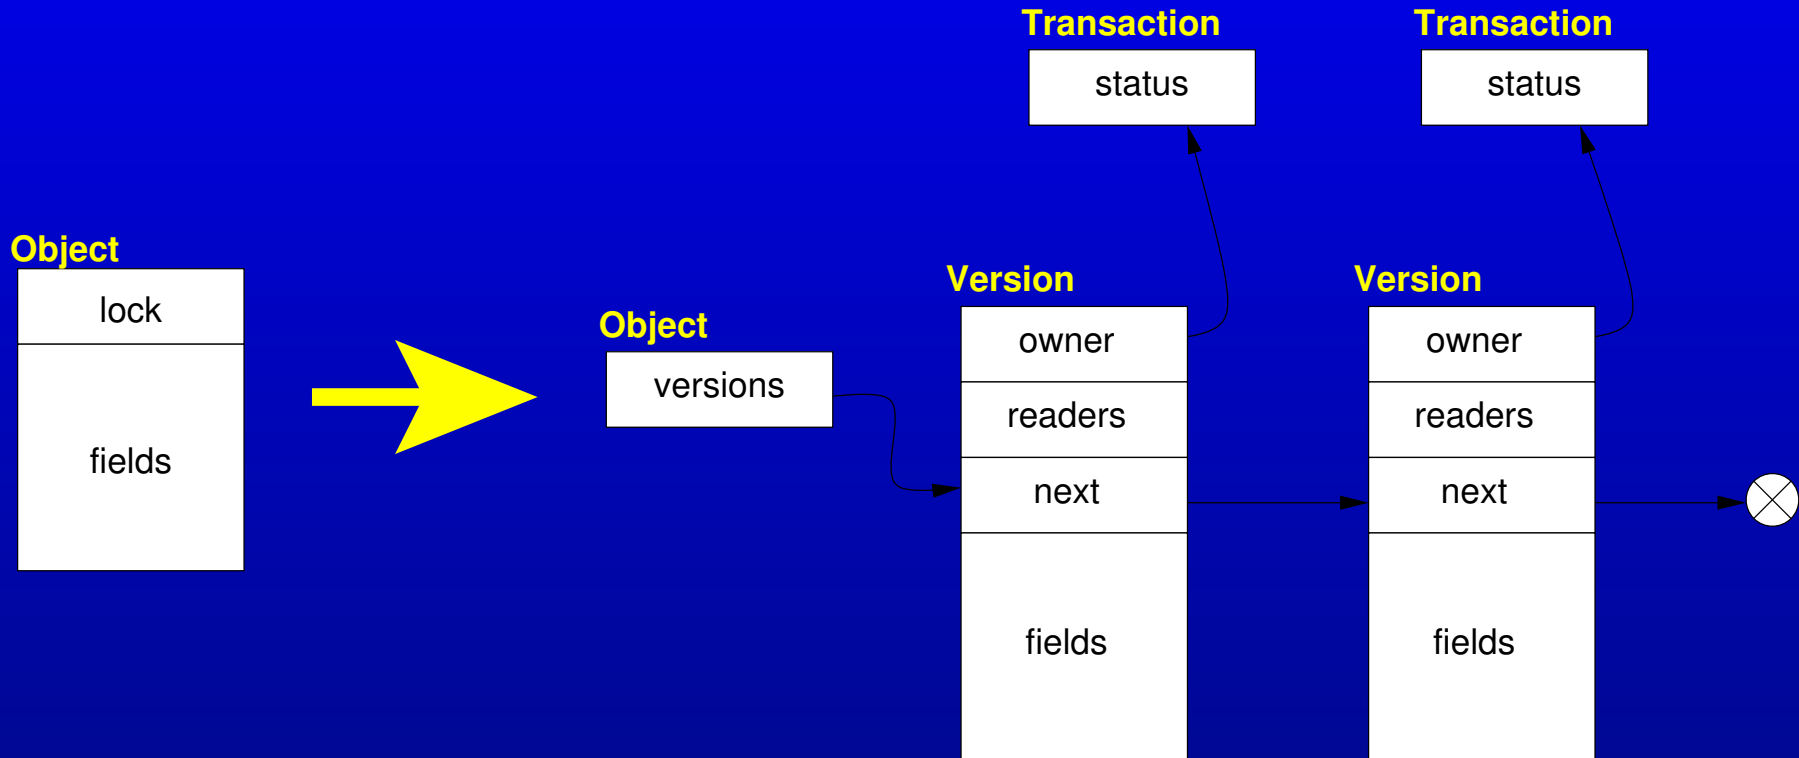 Transaction
status
Transaction
status
Object
lock
fields
Object
versions
Version
owner
readers
next
fields
Version
owner
readers
next
fields